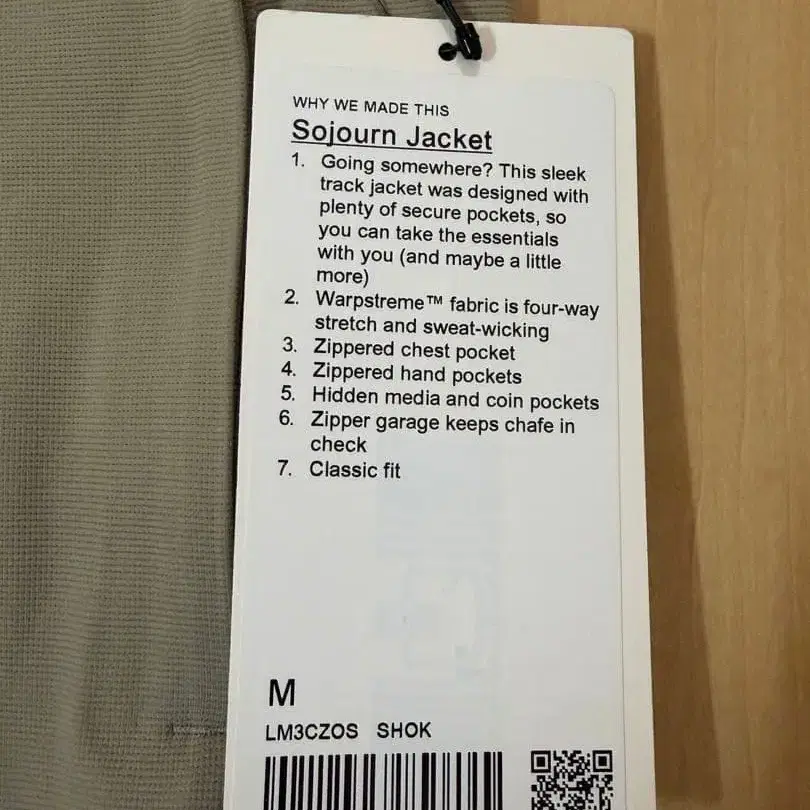 WHY WE MADE THIS
Sojourn Jacket
1. Going somewhere? This sleek
track jacket was designed with
plenty of secure pockets, so
you can take the essentials
with you (and maybe a little
more)
2. Warpstreme™ fabric is four-way
stretch and sweat-wicking
3. Zippered chest pocket
4. Zippered hand pockets
5. Hidden media and coin pockets
6. Zipper garage keeps chafe in
check
7. Classic fit
M
LM3CZOS SHOK